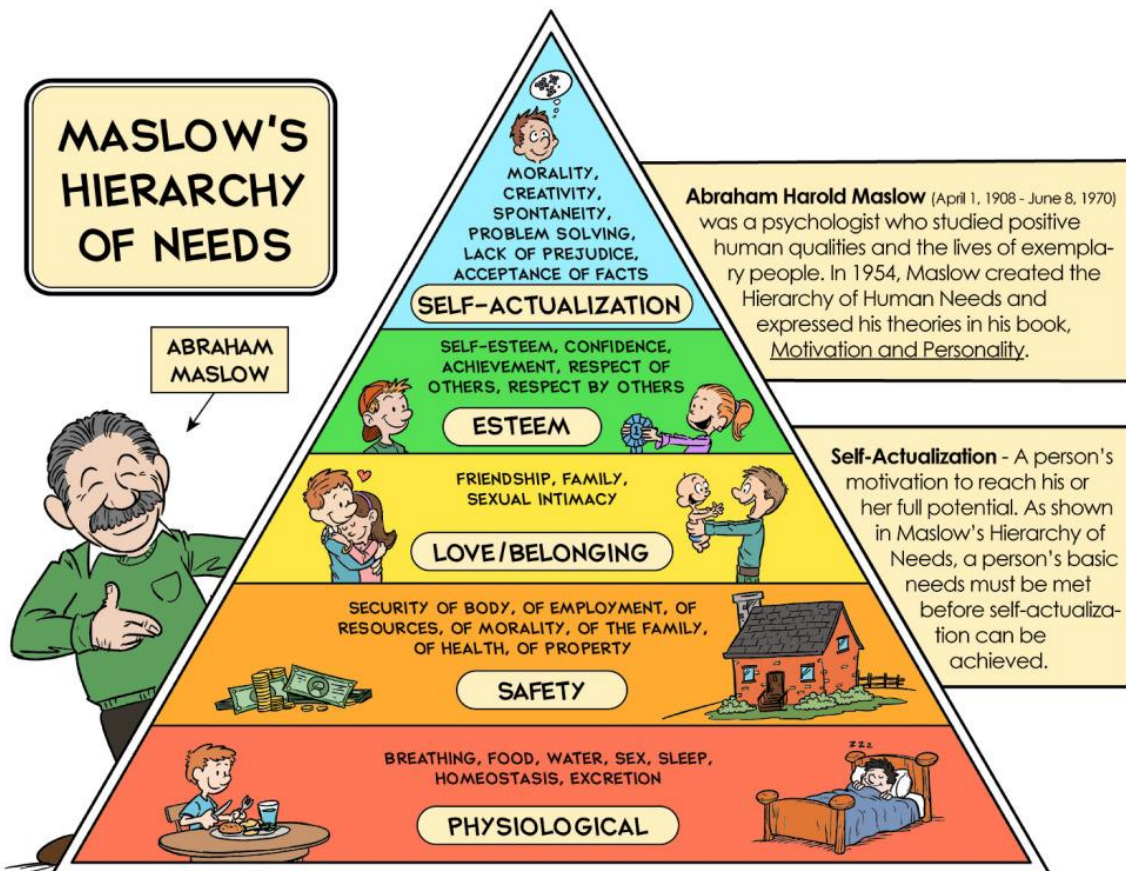 MASLOW'S
HIERARCHY
OF NEEDS
ABRAHAM
MASLOW
MORALITY,
CREATIVITY,
SPONTANEITY,
PROBLEM SOLVING,
LACK OF PREJUDICE,
ACCEPTANCE OF FACTS
SELF-ACTUALIZATION
SELF-ESTEEM, CONFIDENCE,
ACHIEVEMENT, RESPECT OF
OTHERS, RESPECT BY OTHERS
ESTEEM
1
FRIENDSHIP, FAMILY,
SEXUAL INTIMACY
LOVE/BELONGING
SECURITY OF BODY, OF EMPLOYMENT, OF
RESOURCES, OF MORALITY, OF THE FAMILY,
OF HEALTH, OF PROPERTY
SAFETY
BREATHING, FOOD, WATER, SEX, SLEEP,
HOMEOSTASIS, EXCRETION
PHYSIOLOGICAL
zzz
Abraham Harold Maslow (April 1, 1908 - June 8, 1970)
was a psychologist who studied positive
human qualities and the lives of exempla-
ry people. In 1954, Maslow created the
Hierarchy of Human Needs and
expressed his theories in his book,
Motivation and Personality.
Self-Actualization - A person's
motivation to reach his or
her full potential. As shown
in Maslow's Hierarchy of
Needs, a person's basic
needs must be met
before self-actualiza-
tion can be
achieved.